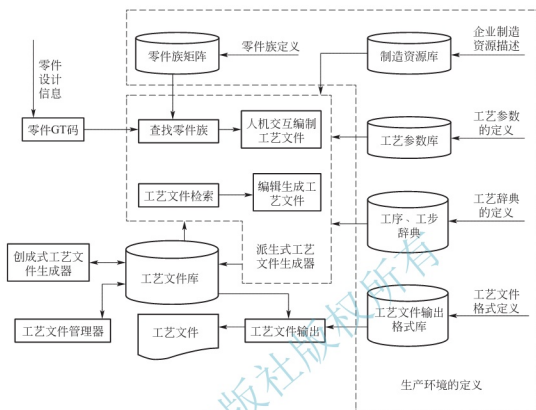 零件
设计
信息
零件族矩阵
零件族定义
制造资源库
企业制造
资源描述
零件GT码
查找零件族
人机交互编制
工艺文件
工艺参数库
工艺参数
的定义
工艺文件检索
编辑生成工
艺文件
工序、工步
辞典
工艺辞典
的定义
创成式工艺文
件生成器
工艺文件库
派生式工艺
文件生成器
工艺文件管理器
工艺文件
工艺文件输出
工艺文件输出
格式库
工艺文件
格式定义
生产环境的定义
版社版权所有